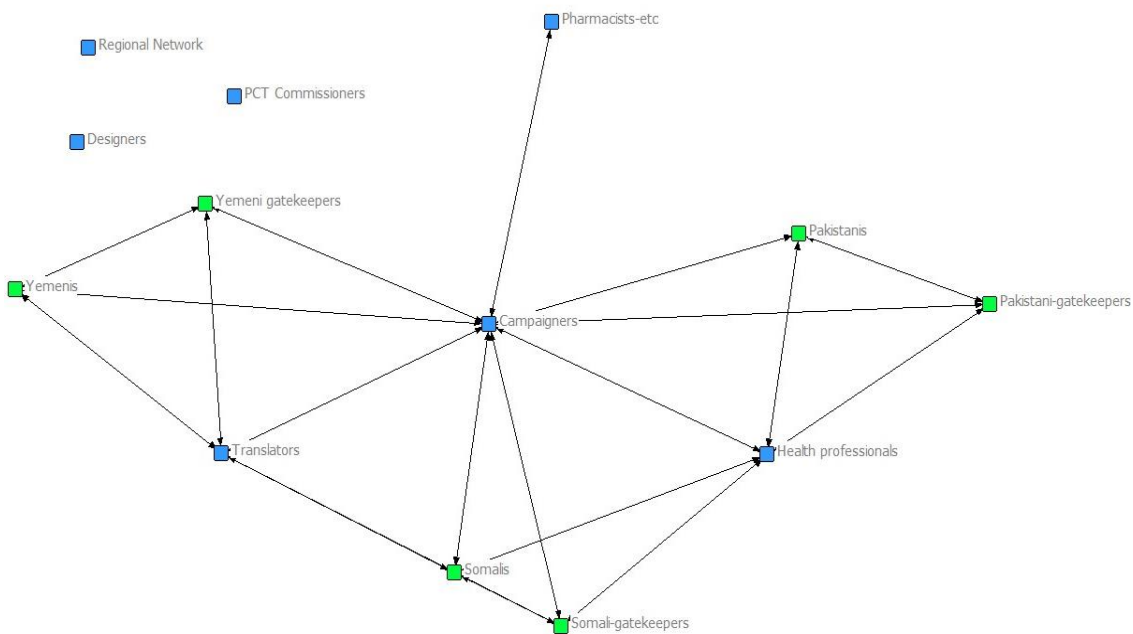 Pharmacists-etc
Regional Network
PCT Commissioners
Designers
Yemeni gatekeepers
Pakistanis
Yemenis
Pakistani-gatekeepers
Campaigners
Translators
Health professionals
Somalis
Somali-gatekeepers